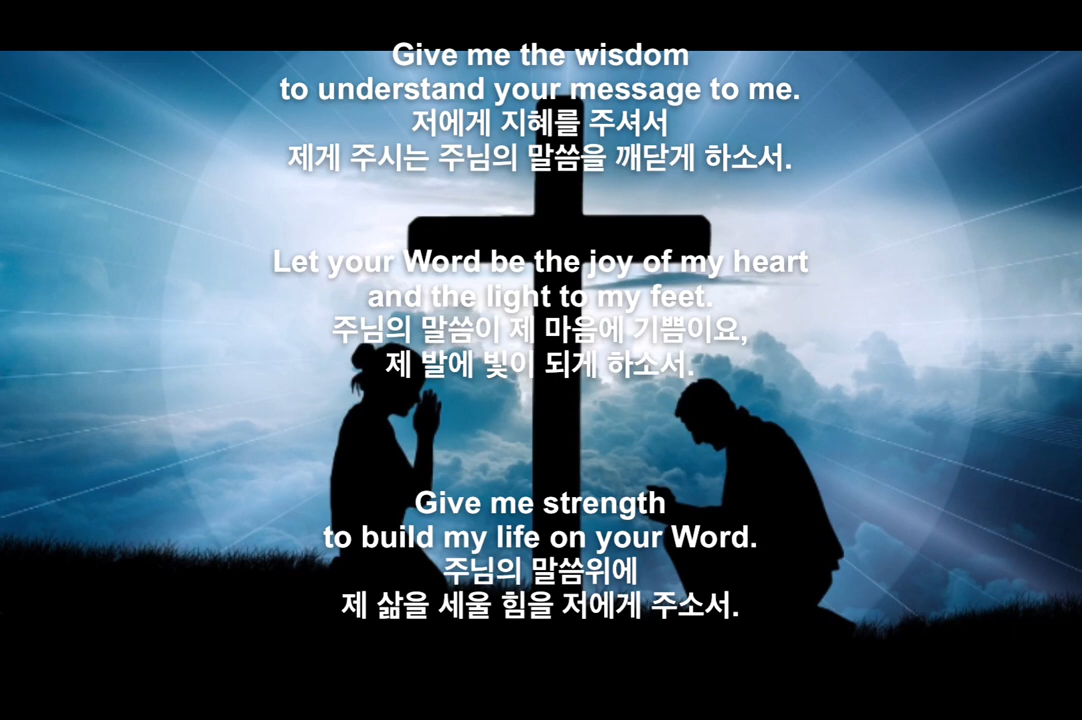 Give me the wisdom
to understand your message to me.
저에게 지혜를 주셔서
제게 주시는 주님의 말씀을 깨닫게 하소서.
Let your Word be the joy of my heart
and the light to my feet.
주님의 말씀이 제 마음에 기쁨이요,
제 발에 빛이 되게 하소서.
Give me strength
to build my life on your Word.
주님의 말씀위에
제 삶을 세울 힘을 저에게 주소서.